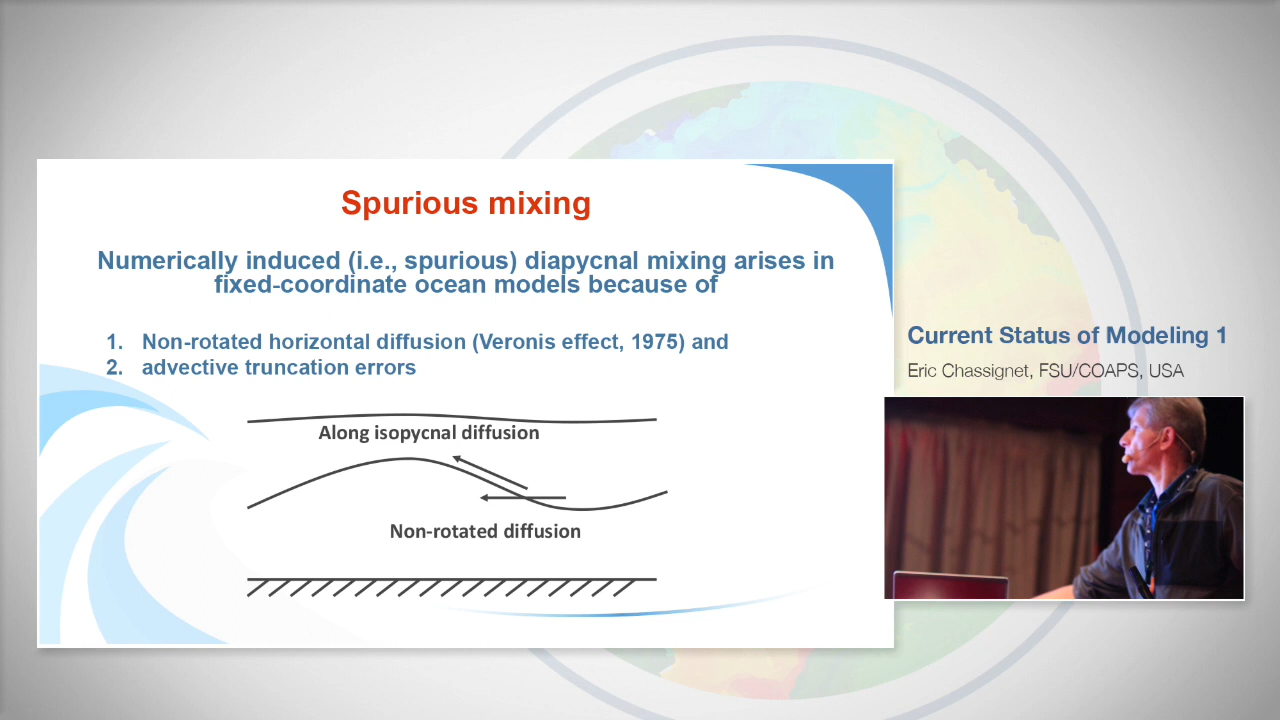 Spurious mixing
Numerically induced (i.e., spurious) diapycnal mixing arises in
fixed-coordinate ocean models because of
1. Non-rotated horizontal diffusion (Veronis effect, 1975) and
2. advective truncation errors
Along isopycnal diffusion
Non-rotated diffusion
Current Status of Modeling 1
Eric Chassignet, FSU/COAPS, USA